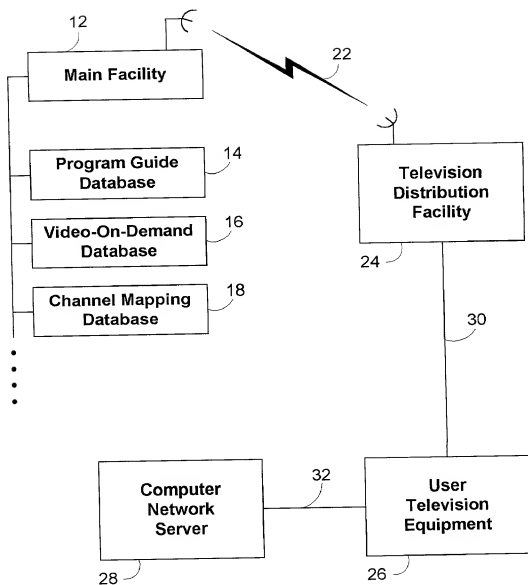 12
Main Facility
22
Program Guide
Database
14
Video-On-Demand
Database
16
Channel Mapping
Database
18
Television
Distribution
Facility
24
30
Computer
Network
Server
28
32
User
Television
Equipment
26